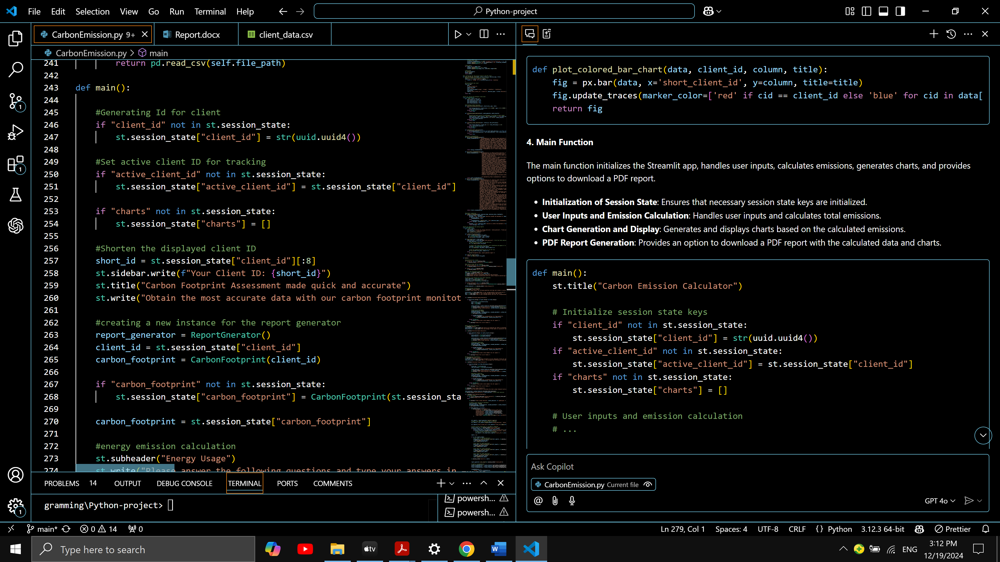 File Edit Selection View Go Run Terminal Help
Python-project
CarbonEmission.py 9+
Report.docx
client_data.csv
CarbonEmission.py > main
241 return pd.read_csv(self.file_path)
242
243 def main():
244
245 #Generating Id for client
246 if "client_id" not in st.session_state:
247 st.session_state["client_id"] = str(uuid.uuid4())
248
249 #Set active client ID for tracking
250 if "active_client_id" not in st.session_state:
251 st.session_state["active_client_id"] = st.session_state["client_id"]
252
253 if "charts" not in st.session_state:
254 st.session_state["charts"] = []
255
256 #Shorten the displayed client ID
257 short_id = st.session_state["client_id"][:8]
258 st.sidebar.write(f"Your Client ID: {short_id}")
259 st.title("Carbon Footprint Assessment made quick and accurate")
260 st.write("Obtain the most accurate data with our carbon footprint monitot
261
262 #creating a new instance for the report generator
263 report_generator = ReportGnerator()
264 client_id = st.session_state["client_id"]
265 carbon_footprint = CarbonFootprint(client_id)
266
267 if "carbon_footprint" not in st.session_state:
268 st.session_state["carbon_footprint"] = CarbonFootprint(st.session_sta
269
270 carbon_footprint = st.session_state["carbon_footprint"]
271
272 #energy emission calculation
273 st.subheader("Energy Usage")
274 st.write("Please answer the following questions and type your answers in
PROBLEMS 14 OUTPUT DEBUG CONSOLE TERMINAL PORTS COMMENTS
gramming\Python-project>
powersh...
powersh...
def plot_colored_bar_chart(data, client_id, column, title):
fig = px.bar(data, x='short_client_id', y=column, title=title)
fig.update_traces(marker_color=['red' if cid == client_id else 'blue' for cid in data[
return fig
4. Main Function
The main function initializes the Streamlit app, handles user inputs, calculates emissions, generates charts, and provides
options to download a PDF report.
• Initialization of Session State: Ensures that necessary session state keys are initialized.
• User Inputs and Emission Calculation: Handles user inputs and calculates total emissions.
• Chart Generation and Display: Generates and displays charts based on the calculated emissions.
• PDF Report Generation: Provides an option to download a PDF report with the calculated data and charts.
def main():
st.title("Carbon Emission Calculator")
# Initialize session state keys
if "client_id" not in st.session_state:
st.session_state["client_id"] = str(uuid.uuid4())
if "active_client_id" not in st.session_state:
st.session_state["active_client_id"] = st.session_state["client_id"]
if "charts" not in st.session_state:
st.session_state["charts"] = []
# User inputs and emission calculation
# ...
Ask Copilot
CarbonEmission.py Current file
@
GPT 4o
1
1
1
main* 0 14 0
Ln 279, Col 1 Spaces: 4 UTF-8 CRLF {} Python 3.12.3 64-bit Prettier
Type here to search
tv
W
ENG
3:12 PM
12/19/2024